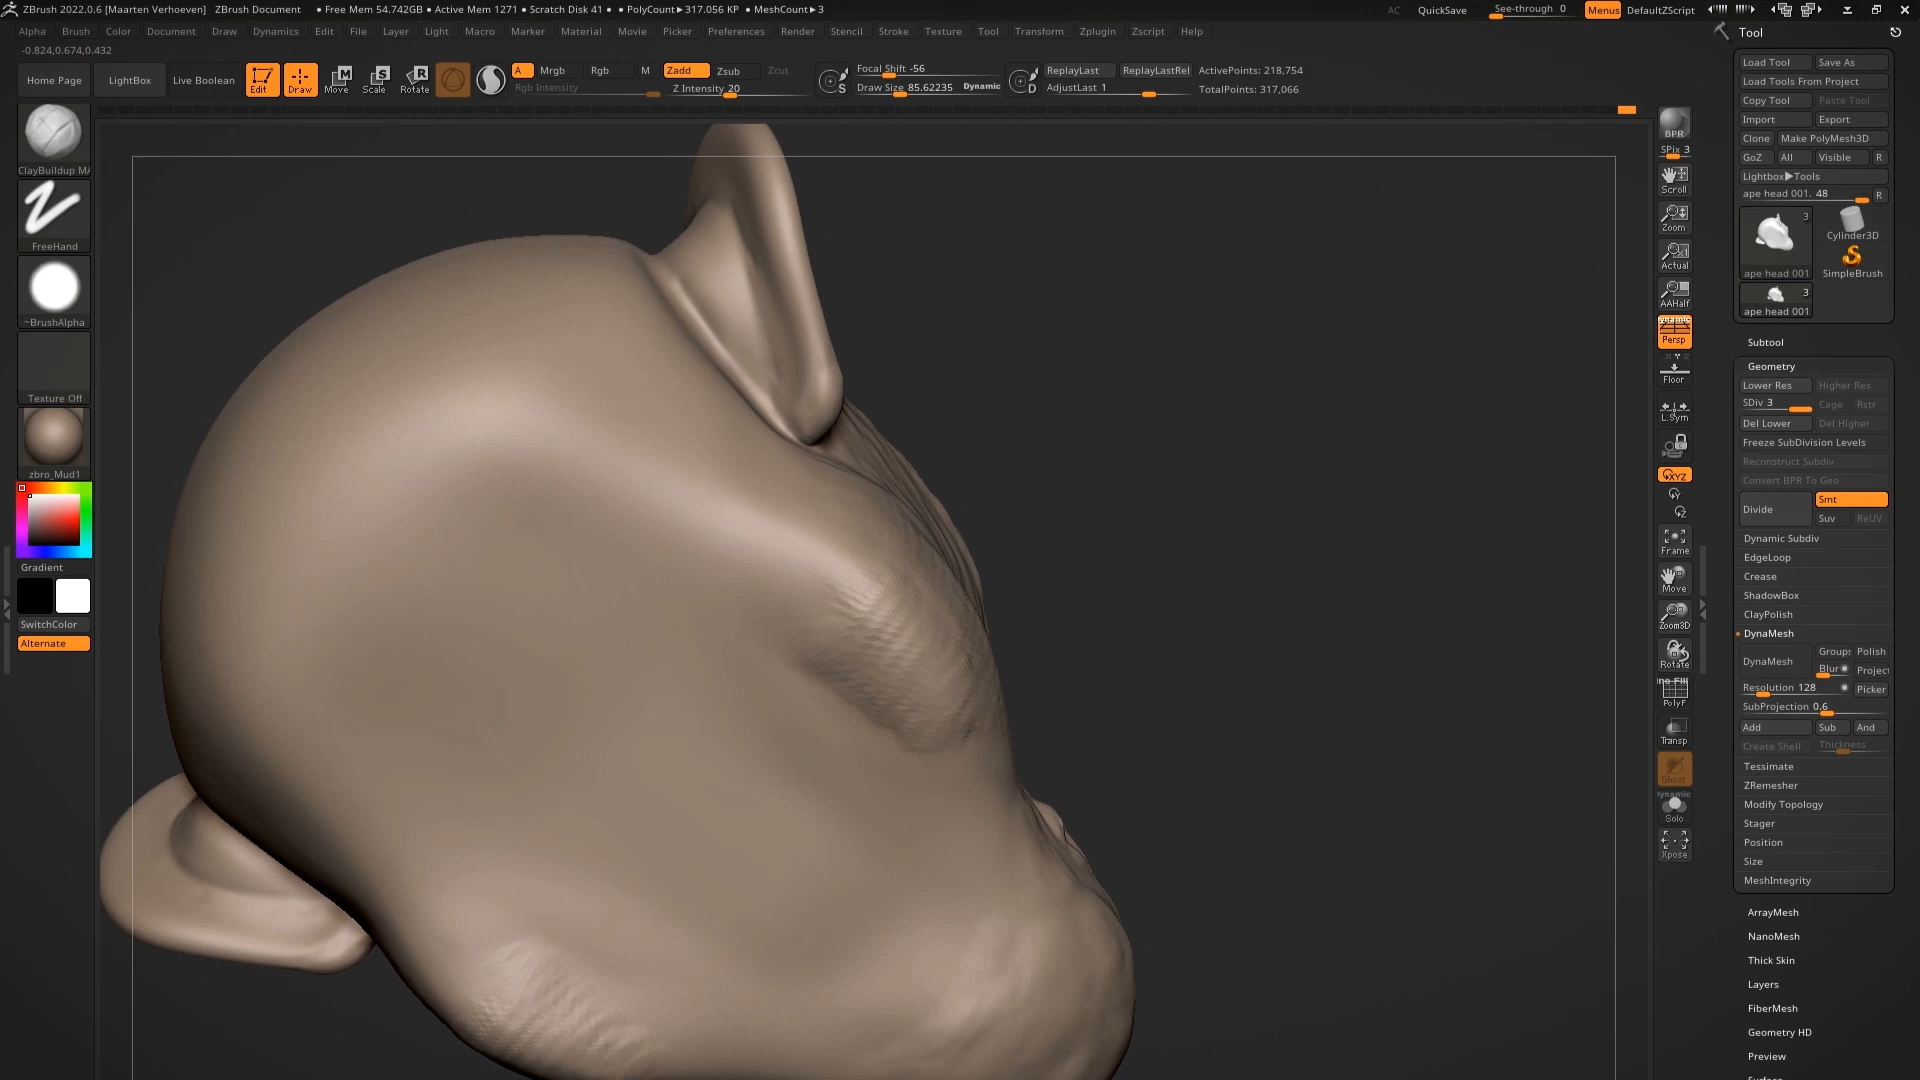 ZBrush 2022.0.6 [Maarten Verhoeven] ZBrush Document • Free Mem 54.742GB • Active Mem 1271 • Scratch Disk 41 • PolyCount▶317.056 KP • MeshCount▶3 AC QuickSave See-through 0 Menus DefaultZScript
Alpha Brush Color Document Draw Dynamics Edit File Layer Light Macro Marker Material Movie Picker Preferences Render Stencil Stroke Texture Tool Transform Zplugin Zscript Help
-0.824,0.674,0.432
Home Page LightBox Live Boolean Edit Draw Move Scale Rotate
A Mrgb Rgb M Zadd Zsub Zcut
Rgb Intensity Z Intensity 20
Focal Shift -56
Draw Size 85.62235 Dynamic
ReplayLast ReplayLastRel ActivePoints: 218,754
AdjustLast 1 TotalPoints: 317,066
ClayBuildup MA
FreeHand
~BrushAlpha
Texture Off
zbro_Mud1
Gradient
SwitchColor
Alternate
BPR
SPix 3
Scroll
Zoom
Actual
AAHalf
Dynamic
Persp
Floor
L.Sym
XYZ
Frame
Move
Zoom3D
Rotate
PolyF
Transp
Ghost
Dynamic
Solo
Xpose
Tool
Load Tool Save As
Load Tools From Project
Copy Tool Paste Tool
Import Export
Clone Make PolyMesh3D
GoZ All Visible R
Lightbox▶Tools
ape head 001. 48 R
3 Cylinder3D
ape head 001 SimpleBrush
3
ape head 001
Subtool
Geometry
Lower Res Higher Res
SDiv 3 Cage Rstr
Del Lower Del Higher
Freeze SubDivision Levels
Reconstruct Subdiv
Convert BPR To Geo
Divide Smt
Suv ReUV
Dynamic Subdiv
EdgeLoop
Crease
ShadowBox
ClayPolish
DynaMesh
DynaMesh Groups Polish
Blur Project
Resolution 128 Picker
SubProjection 0.6
Add Sub And
Create Shell Thickness
Tessimate
ZRemesher
Modify Topology
Stager
Position
Size
MeshIntegrity
ArrayMesh
NanoMesh
Thick Skin
Layers
FiberMesh
Geometry HD
Preview